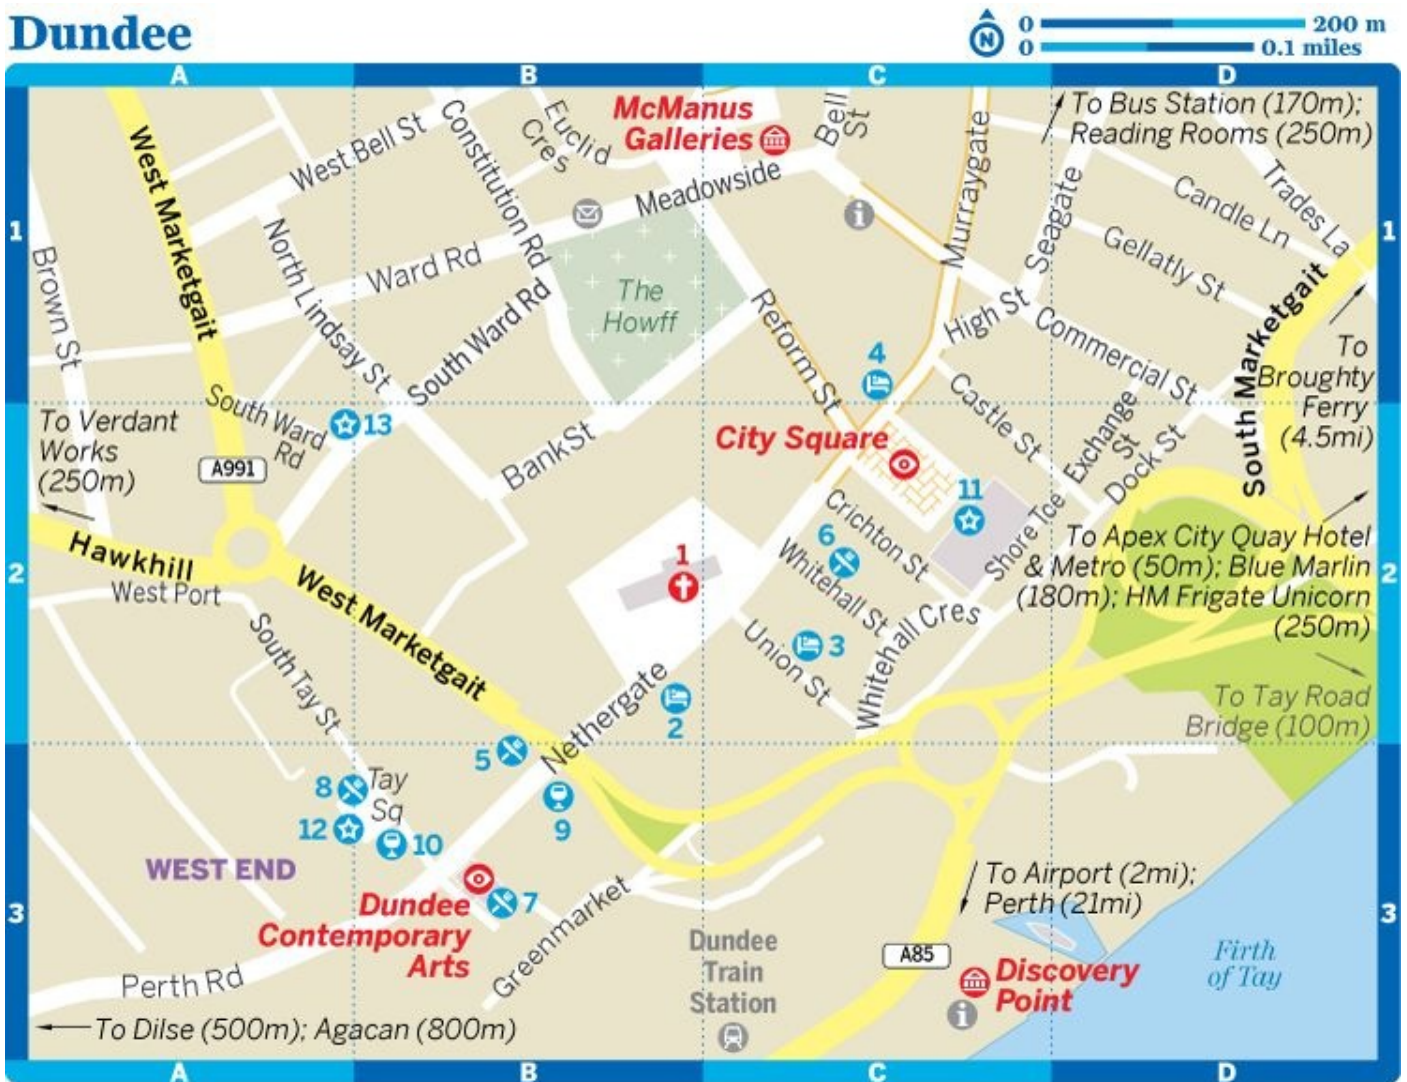 Dundee
N
0 200 m
0 0.1 miles
A B C D
McManus
Galleries
Bell
St
To Bus Station (170m);
Reading Rooms (250m)
West Bell St
Constitution Rd
Euclid
Cres
Meadowside
Murraygate
Seagate
Candle Ln
Trades La
Gellatly St
West Marketgait
1
1
Brown St
North Lindsay St
Ward Rd
South Ward Rd
The
Howff
Reform St
High St
Commercial St
South Marketgait
To
Broughty
Ferry
(4.5mi)
4
Castle St
Exchange
St
Dock St
South Ward
Rd
13
To Verdant
Works
(250m)
A991
Bank St
City Square
11
Crichton St
6
Shore Tce
To Apex City Quay Hotel
& Metro (50m); Blue Marlin
(180m); HM Frigate Unicorn
(250m)
Hawkhill
West Port
West Marketgait
1
2
2
Whitehall St
Whitehall Cres
3
Union St
South Tay St
Nethergate
2
To Tay Road
Bridge (100m)
5
8
Tay
Sq
9
12
10
WEST END
Dundee
Contemporary
Arts
7
Greenmarket
3
3
To Airport (2mi);
Perth (21mi)
Dundee
Train
Station
A85
Discovery
Point
Firth
of Tay
Perth Rd
To Dilse (500m); Agacan (800m)
A B C D